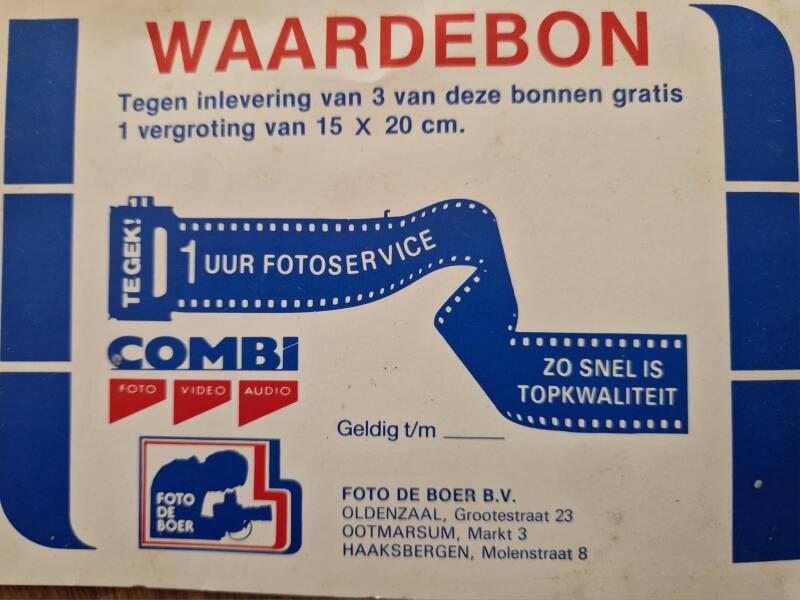 WAARDEBON
Tegen inlevering van 3 van deze bonnen gratis
1 vergroting van 15 X 20 cm.
TE GEK!
1 UUR FOTOSERVICE
ZO SNEL IS
TOPKWALITEIT
COMBI
FOTO VIDEO AUDIO
Geldig t/m ______
FOTO
DE
BOER
FOTO DE BOER B.V.
OLDENZAAL, Grootestraat 23
OOTMARSUM, Markt 3
HAAKSBERGEN, Molenstraat 8